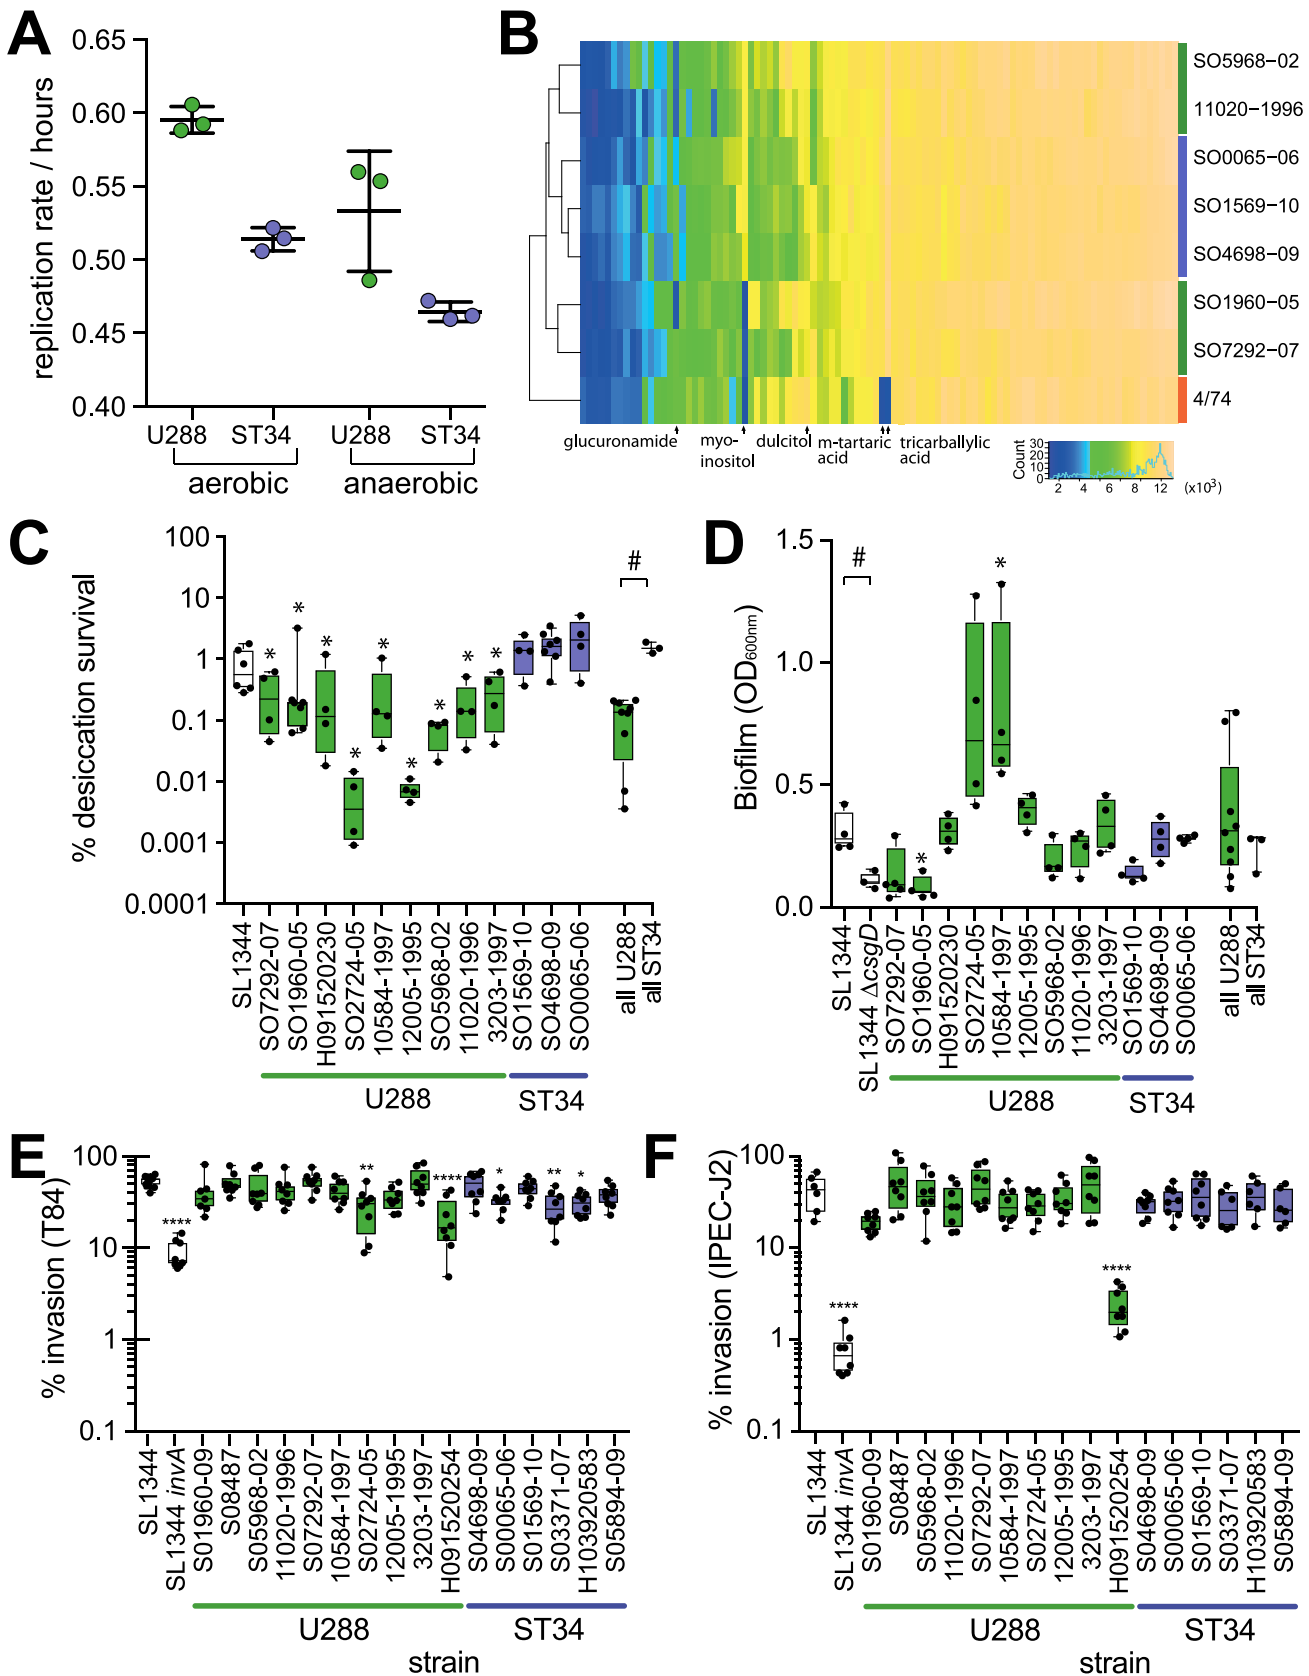 A
0.65
0.60
0.55
0.50
0.45
0.40
replication rate / hours
U288 ST34 U288 ST34
aerobic anaerobic
B
SO5968-02
11020-1996
SO0065-06
SO1569-10
SO4698-09
SO1960-05
SO7292-07
4/74
glucuronamide
myo-
inositol
dulcitol
m-tartaric
acid
tricarballylic
acid
Count
30
20
10
0
2 4 6 8 12
(x10³)
C
100
10
1
0.1
0.01
0.001
0.0001
% desiccation survival
* * * * * * * * *
#
SL1344
SO7292-07
SO1960-05
H091520230
SO2724-05
10584-1997
12005-1995
SO5968-02
11020-1996
3203-1997
SO1569-10
SO4698-09
SO0065-06
all U288
all ST34
U288
ST34
D
1.5
1.0
0.5
0.0
Biofilm (OD600nm)
#
* *
SL1344
SL1344 ΔcsgD
SO7292-07
SO1960-05
H091520230
SO2724-05
10584-1997
12005-1995
SO5968-02
11020-1996
3203-1997
SO1569-10
SO4698-09
SO0065-06
all U288
all ST34
U288
ST34
E
100
10
1
0.1
% invasion (T84)
**** ** **** * ** *
SL1344
SL1344 invA
S01960-09
S08487
S05968-02
11020-1996
S07292-07
10584-1997
S02724-05
12005-1995
3203-1997
H0915202​54
S04698-09
S00065-06
S01569-10
S03371-07
H1039205​83
S05894-09
U288
ST34
strain
F
100
10
1
0.1
% invasion (IPEC-J2)
**** ****
SL1344
SL1344 invA
S01960-09
S08487
S05968-02
11020-1996
S07292-07
10584-1997
S02724-05
12005-1995
3203-1997
H091520254
S04698-09
S00065-06
S01569-10
S03371-07
H103920583
S05894-09
U288
ST34
strain